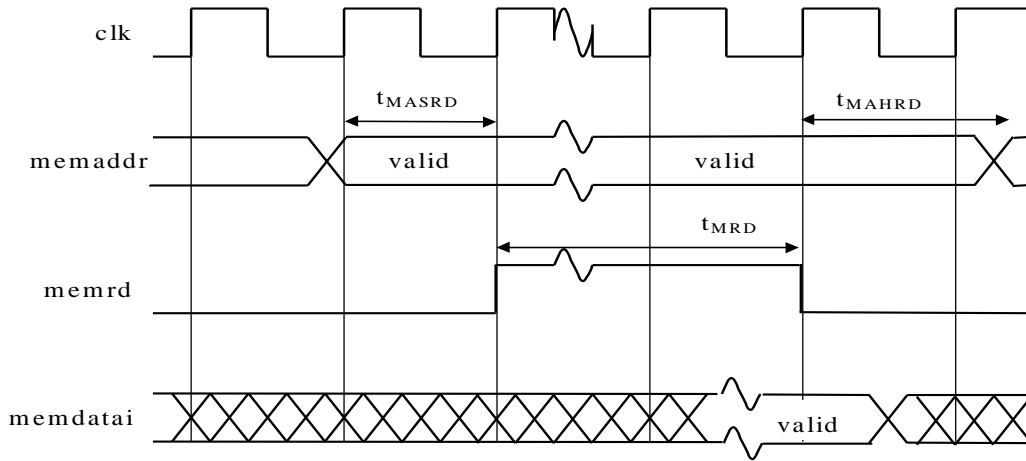 clk
tMASRD
tMAHRD
memaddr
valid
valid
tMRD
memrd
memdatai
valid